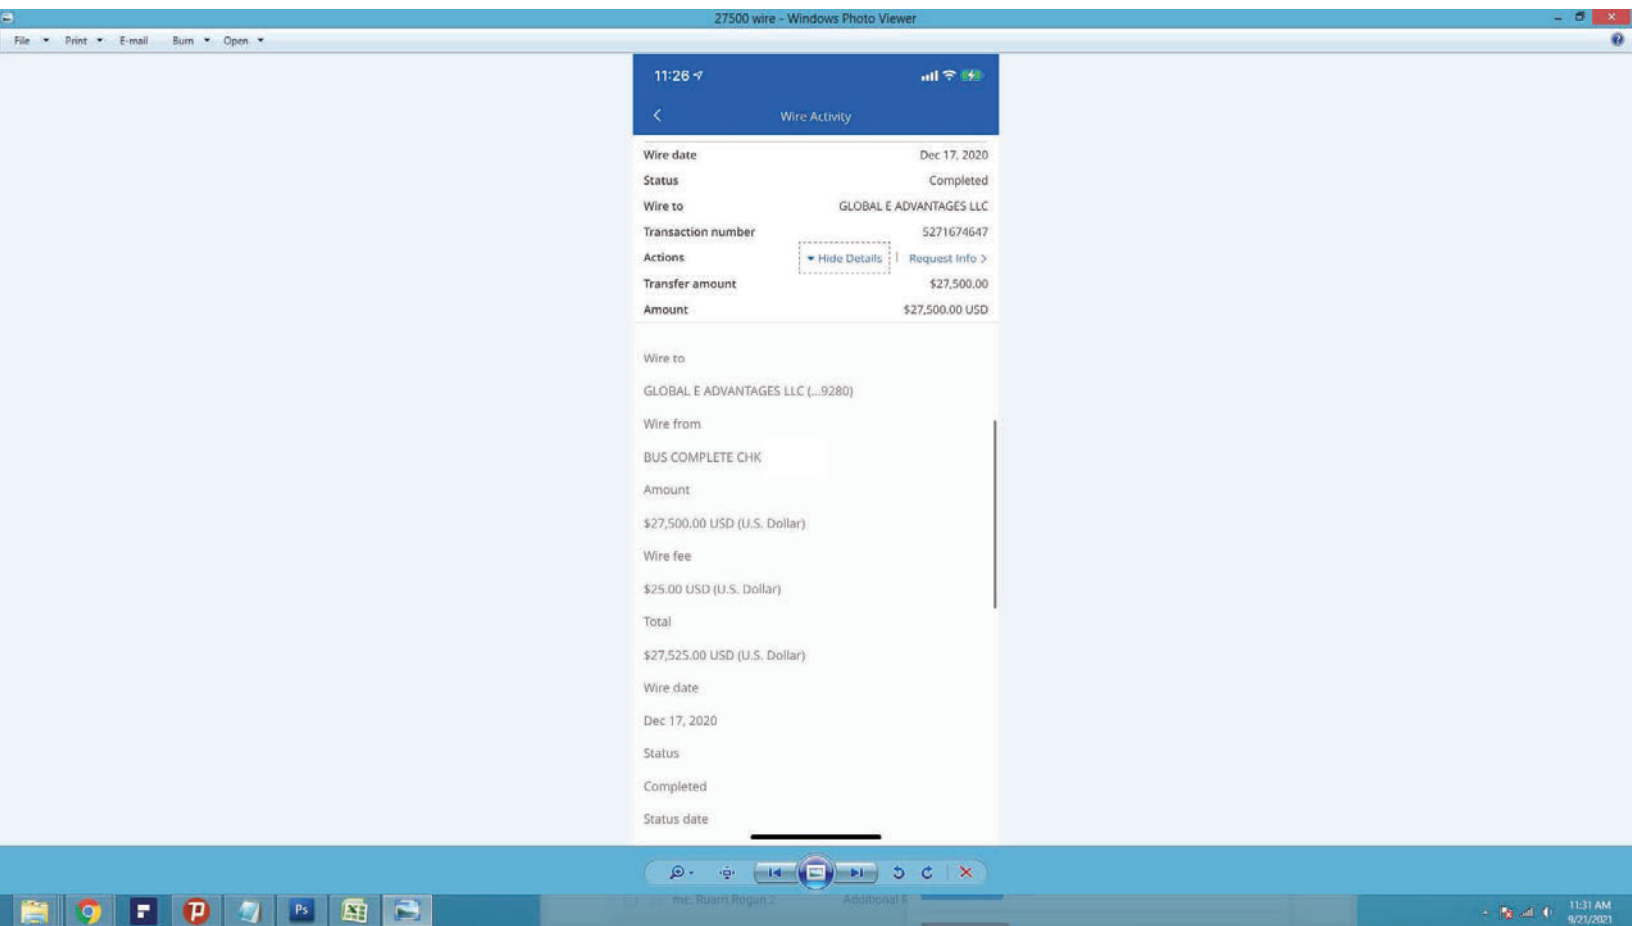 27500 wire - Windows Photo Viewer
File Print E-mail Burn Open
11:26
Wire Activity
Wire date Dec 17, 2020
Status Completed
Wire to GLOBAL E ADVANTAGES LLC
Transaction number 5271674647
Actions Hide Details | Request Info >
Transfer amount $27,500.00
Amount $27,500.00 USD
Wire to
GLOBAL E ADVANTAGES LLC (...9280)
Wire from
BUS COMPLETE CHK
Amount
$27,500.00 USD (U.S. Dollar)
Wire fee
$25.00 USD (U.S. Dollar)
Total
$27,525.00 USD (U.S. Dollar)
Wire date
Dec 17, 2020
Status
Completed
Status date
Ps
me, Additional
11:31 AM
9/21/2021